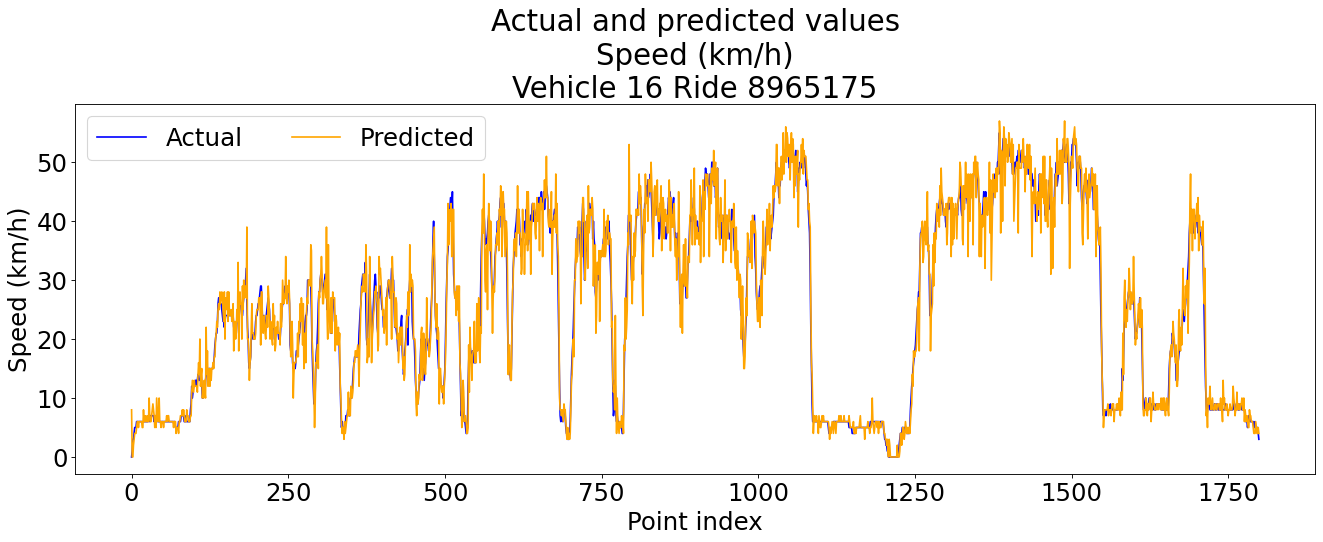 Actual and predicted values
Speed (km/h)
Vehicle 16 Ride 8965175
Actual
Predicted
Speed (km/h)
50
40
30
20
10
0
0
250
500
750
1000
1250
1500
1750
Point index